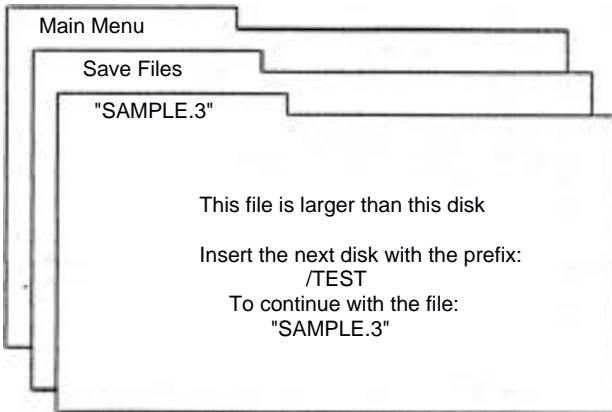 Main Menu
Save Files
"SAMPLE.3"
This file is larger than this disk
Insert the next disk with the prefix:
/TEST
To continue with the file:
"SAMPLE.3"